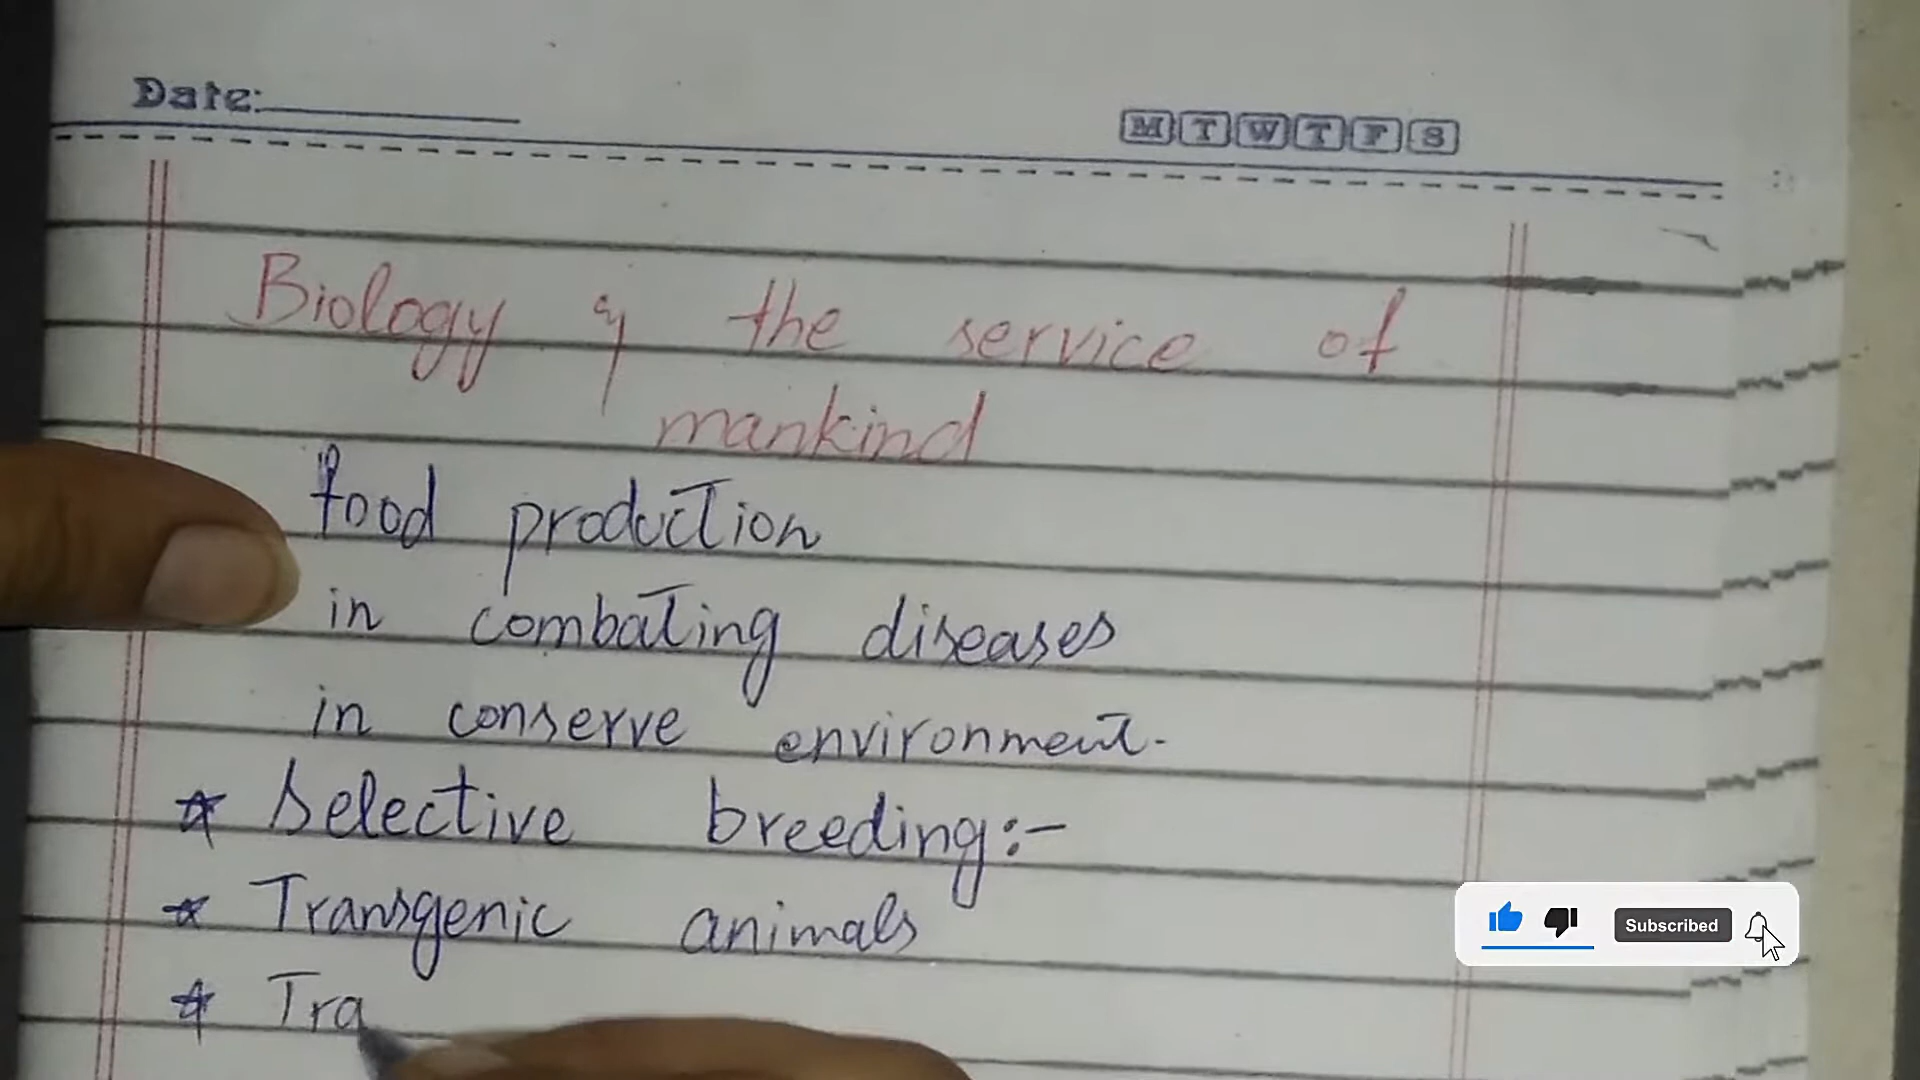 Date:
M T W T F S
Biology & the service of
mankind
food production
in combating diseases
in conserve environment.
* Selective breeding:-
* Transgenic animals
* Tra
Subscribed